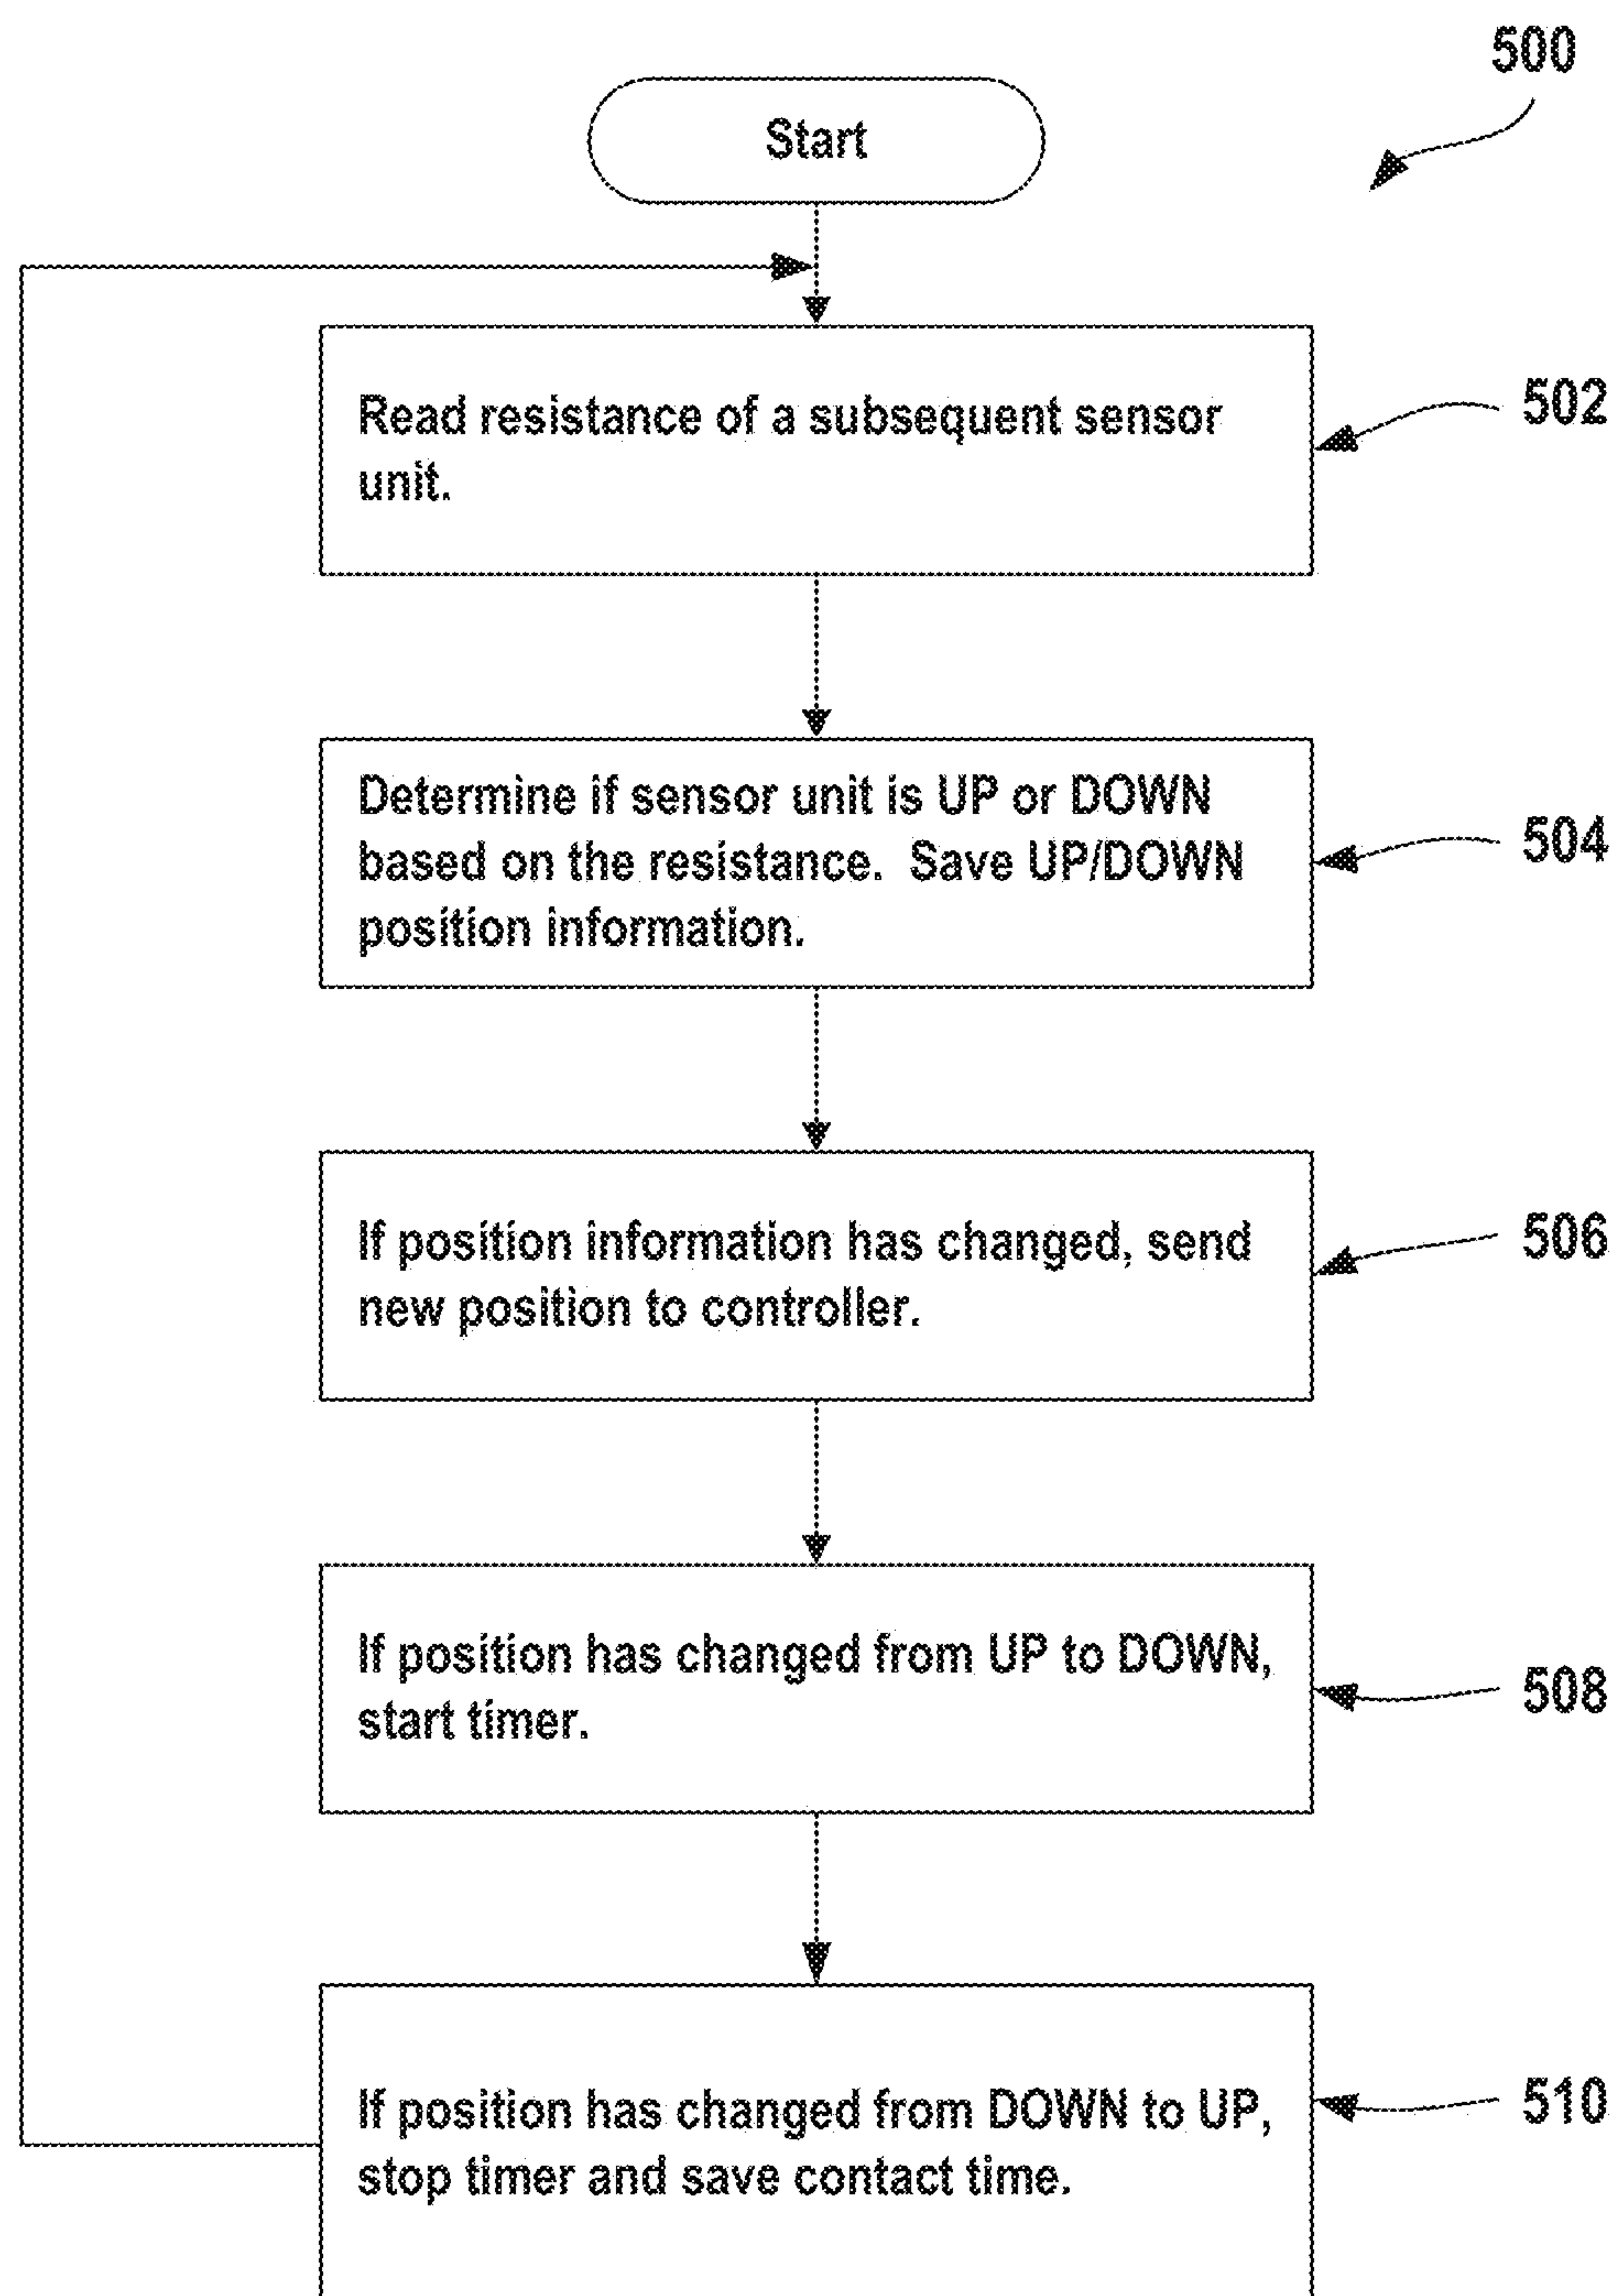 500
Start
Read resistance of a subsequent sensor
unit.
502
Determine if sensor unit is UP or DOWN
based on the resistance.  Save UP/DOWN
position information.
504
If position information has changed, send
new position to controller.
506
If position has changed from UP to DOWN,
start timer.
508
If position has changed from DOWN to UP,
stop timer and save contact time.
510